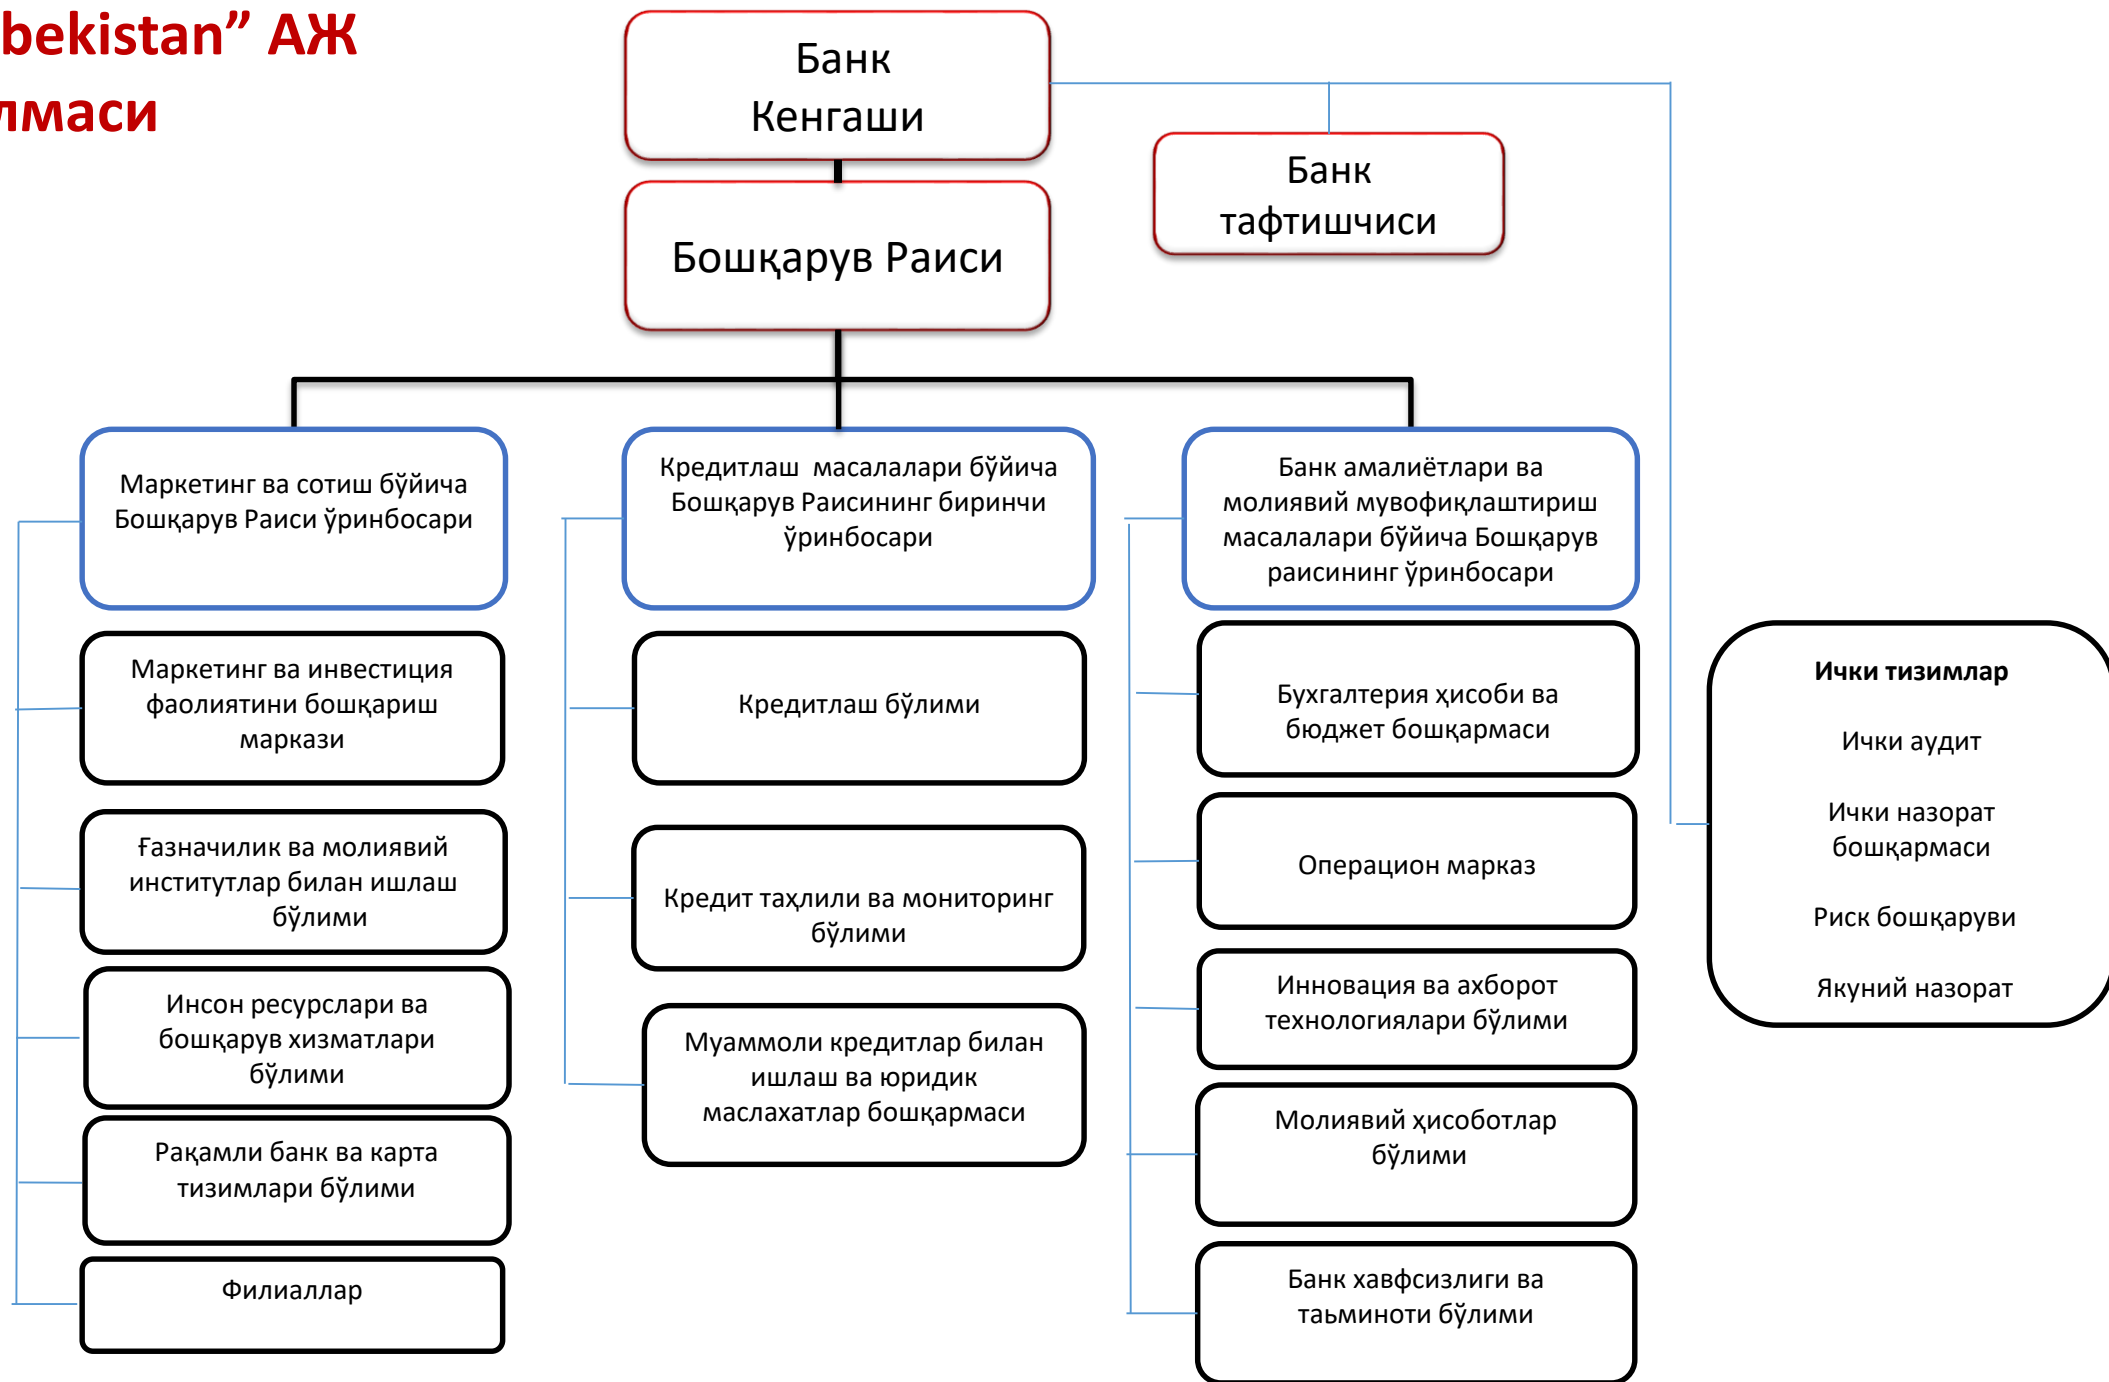 bekistan” АЖ
лмаси
Банк
Кенгаши
Банк
тафтишчиси
Бошқарув Раиси
Маркетинг ва сотиш бўйича
Бошқарув Раиси ўринбосари
Маркетинг ва инвестиция
фаолиятини бошқариш
маркази
Ғазначилик ва молиявий
институтлар билан ишлаш
бўлими
Инсон ресурслари ва
бошқарув хизматлари
бўлими
Рақамли банк ва карта
тизимлари бўлими
Филиаллар
Кредитлаш  масалалари бўйича
Бошқарув Раисининг биринчи
ўринбосари
Кредитлаш бўлими
Кредит таҳлили ва мониторинг
бўлими
Муаммоли кредитлар билан
ишлаш ва юридик
маслахатлар бошқармаси
Банк амалиётлари ва
молиявий мувофиқлаштириш
масалалари бўйича Бошқарув
раисининг ўринбосари
Бухгалтерия ҳисоби ва
бюджет бошқармаси
Операцион марказ
Инновация ва ахборот
технологиялари бўлими
Молиявий ҳисоботлар
бўлими
Банк хавфсизлиги ва
таьминоти бўлими
Ички тизимлар
Ички аудит
Ички назорат
бошқармаси
Риск бошқаруви
Якуний назорат